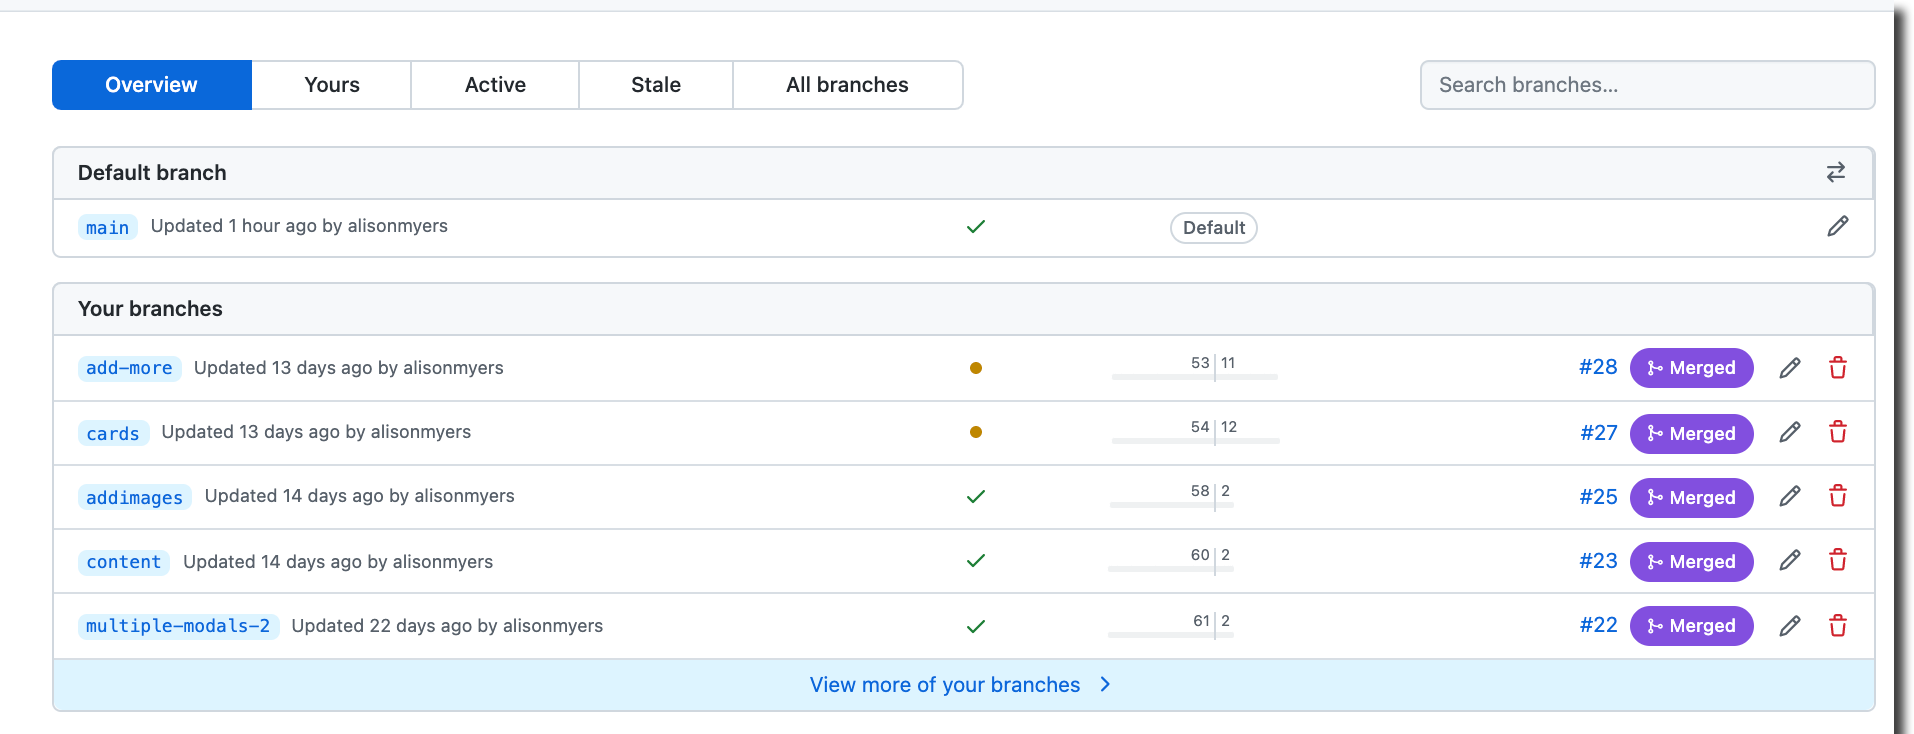 Overview Yours Active Stale All branches Search branches...
Default branch
main Updated 1 hour ago by alisonmyers Default
Your branches
add-more Updated 13 days ago by alisonmyers 53 11 #28 Merged
cards Updated 13 days ago by alisonmyers 54 12 #27 Merged
addimages Updated 14 days ago by alisonmyers 58 2 #25 Merged
content Updated 14 days ago by alisonmyers 60 2 #23 Merged
multiple-modals-2 Updated 22 days ago by alisonmyers 61 2 #22 Merged
View more of your branches